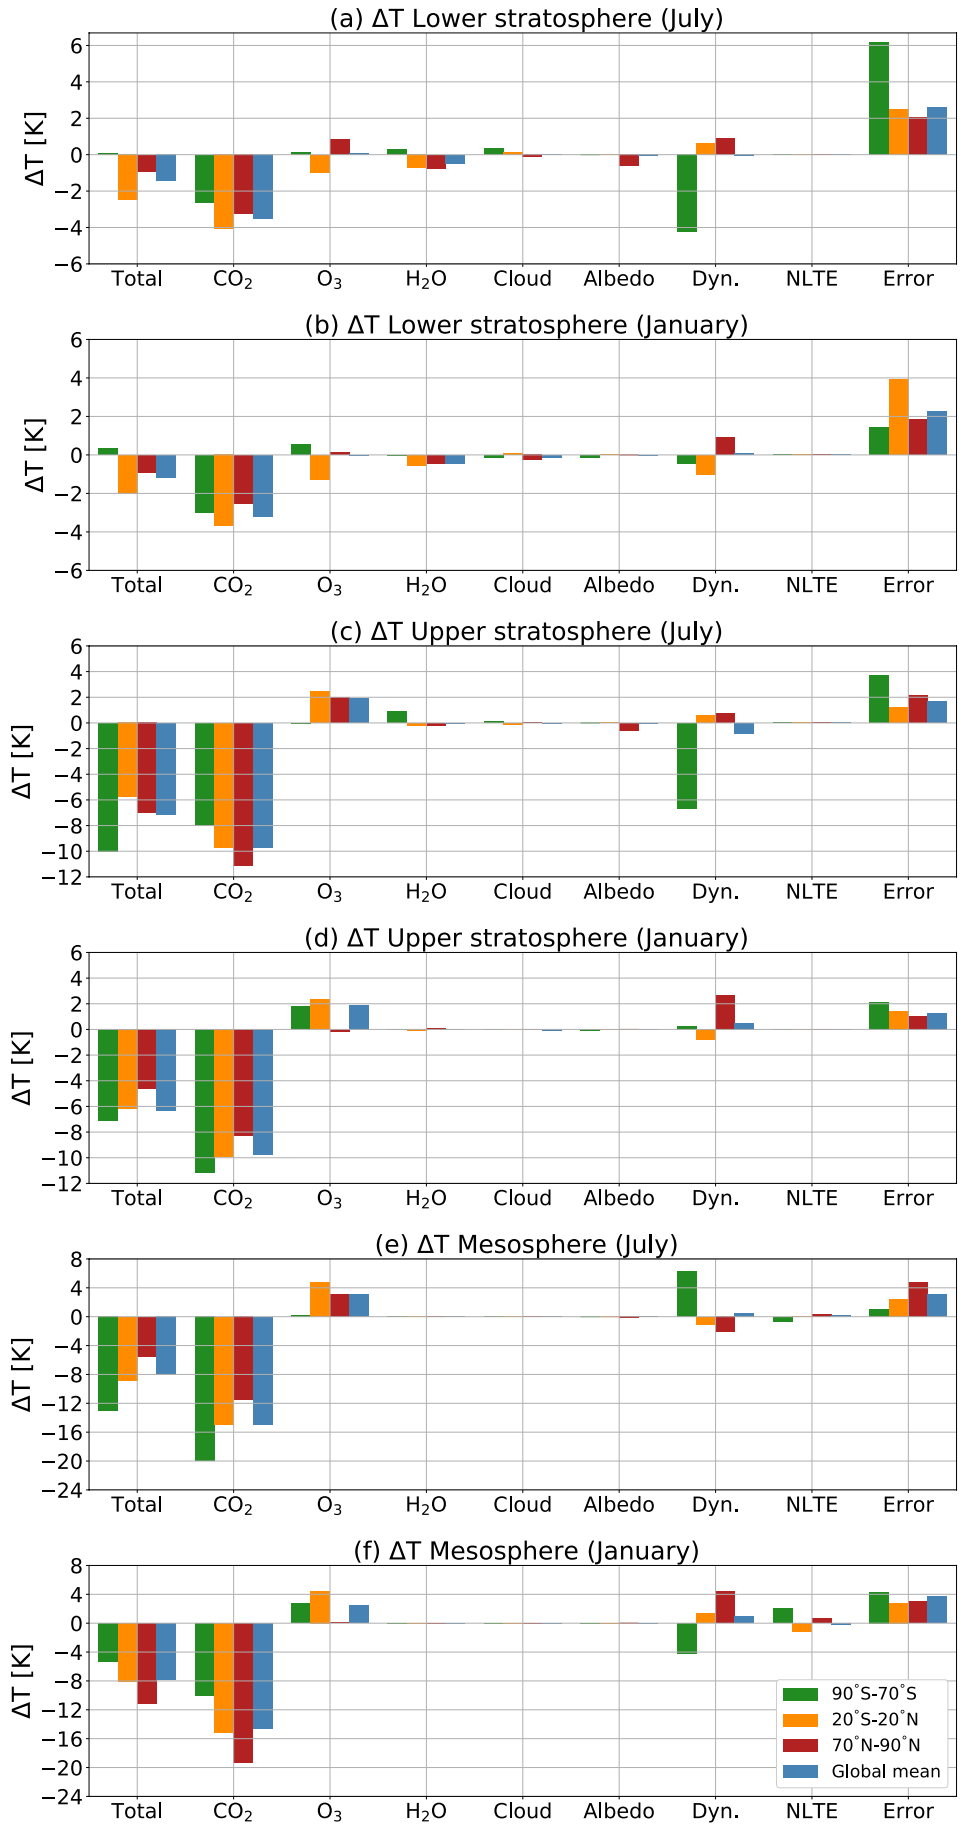 (a) ΔT Lower stratosphere (July)
6
4
2
0
−2
−4
−6
ΔT [K]
Total CO₂ O₃ H₂O Cloud Albedo Dyn. NLTE Error
(b) ΔT Lower stratosphere (January)
6
4
2
0
−2
−4
−6
ΔT [K]
Total CO₂ O₃ H₂O Cloud Albedo Dyn. NLTE Error
(c) ΔT Upper stratosphere (July)
6
4
2
0
−2
−4
−6
−8
−10
−12
ΔT [K]
Total CO₂ O₃ H₂O Cloud Albedo Dyn. NLTE Error
(d) ΔT Upper stratosphere (January)
6
4
2
0
−2
−4
−6
−8
−10
−12
ΔT [K]
Total CO₂ O₃ H₂O Cloud Albedo Dyn. NLTE Error
(e) ΔT Mesosphere (July)
8
4
0
−4
−8
−12
−16
−20
−24
ΔT [K]
Total CO₂ O₃ H₂O Cloud Albedo Dyn. NLTE Error
(f) ΔT Mesosphere (January)
8
4
0
−4
−8
−12
−16
−20
−24
ΔT [K]
90°S-70°S
20°S-20°N
70°N-90°N
Global mean
Total CO₂ O₃ H₂O Cloud Albedo Dyn. NLTE Error